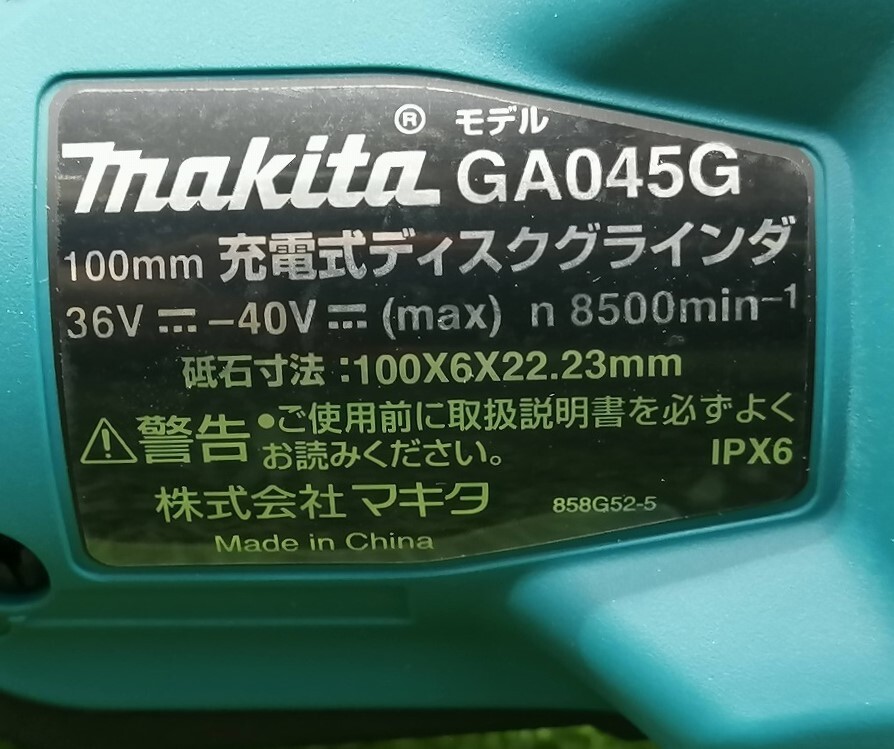 makita® モデル GA045G
100mm 充電式ディスクグラインダ
36V ⎓ –40V ⎓ (max) n 8500min⁻¹
砥石寸法:100X6X22.23mm
⚠警告 •ご使用前に取扱説明書を必ずよく
お読みください。 IPX6
株式会社マキタ 858G52-5
Made in China